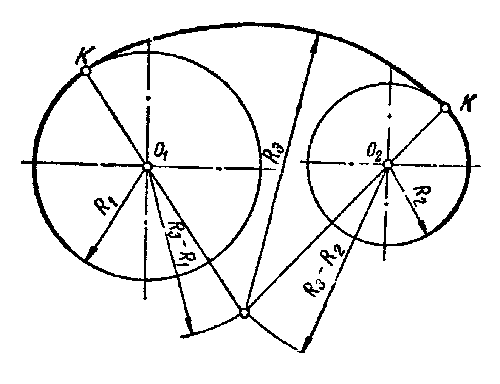 K
K
O₁
O₂
R₃
R₁
R₂
R₃-R₁
R₃-R₂